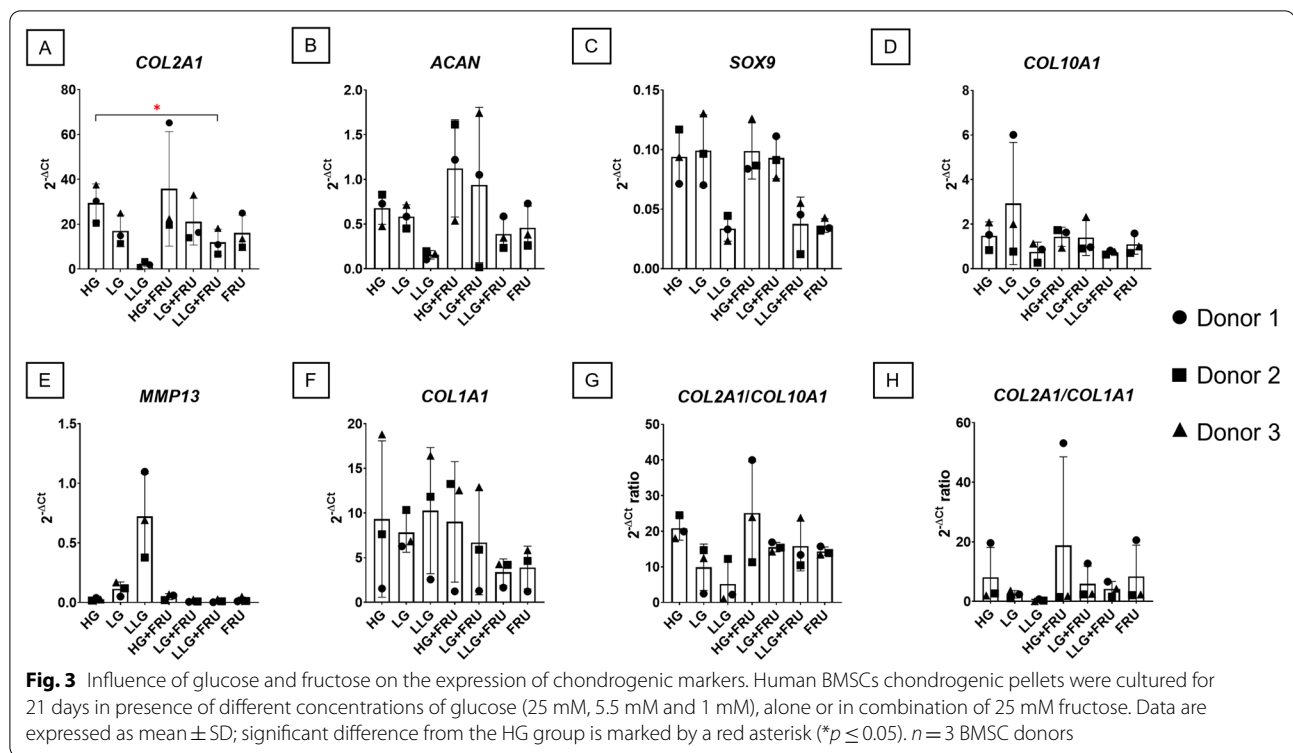 A
COL2A1
B
ACAN
C
SOX9
D
COL10A1
*
2^-ΔCt
80
60
40
20
0
HG
LG
LLG
HG+FRU
LG+FRU
LLG+FRU
FRU
2^-ΔCt
2.0
1.5
1.0
0.5
0.0
HG
LG
LLG
HG+FRU
LG+FRU
LLG+FRU
FRU
2^-ΔCt
0.15
0.10
0.05
0.00
HG
LG
LLG
HG+FRU
LG+FRU
LLG+FRU
FRU
2^-ΔCt
8
6
4
2
0
HG
LG
LLG
HG+FRU
LG+FRU
LLG+FRU
FRU
Donor 1
Donor 2
Donor 3
E
MMP13
F
COL1A1
G
COL2A1/COL10A1
H
COL2A1/COL1A1
2^-ΔCt
1.5
1.0
0.5
0.0
HG
LG
LLG
HG+FRU
LG+FRU
LLG+FRU
FRU
2^-ΔCt
20
15
10
5
0
HG
LG
LLG
HG+FRU
LG+FRU
LLG+FRU
FRU
2^-ΔCt ratio
50
40
30
20
10
0
HG
LG
LLG
HG+FRU
LG+FRU
LLG+FRU
FRU
2^-ΔCt ratio
60
40
20
0
HG
LG
LLG
HG+FRU
LG+FRU
LLG+FRU
FRU
Fig. 3 Influence of glucose and fructose on the expression of chondrogenic markers. Human BMSCs chondrogenic pellets were cultured for
21 days in presence of different concentrations of glucose (25 mM, 5.5 mM and 1 mM), alone or in combination of 25 mM fructose. Data are
expressed as mean ± SD; significant difference from the HG group is marked by a red asterisk (*p ≤ 0.05). n = 3 BMSC donors